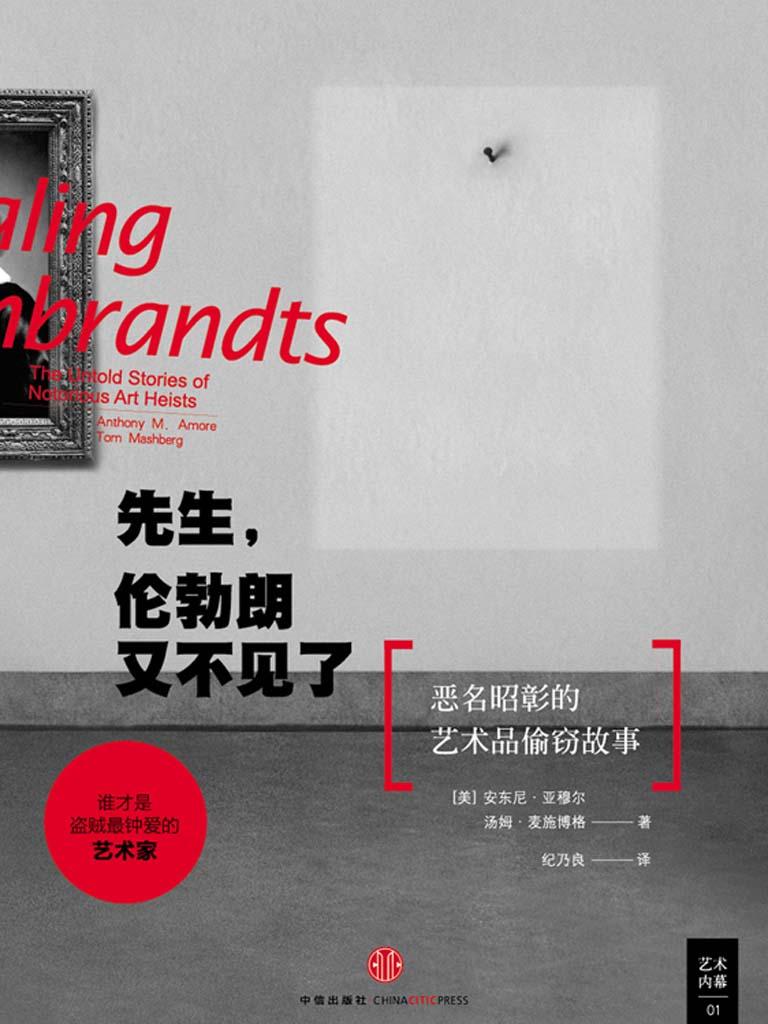 aling
mbrandts
The Untold Stories of
Notorious Art Heists
Anthony M. Amore
Tom Mashberg
先生，
伦勃朗
又不见了
恶名昭彰的
艺术品偷窃故事
[美] 安东尼·亚穆尔
汤姆·麦施博格——著
纪乃良——译
谁才是
盗贼最钟爱的
艺术家
中信出版社·CHINACITICPRESS
艺术
内幕
01